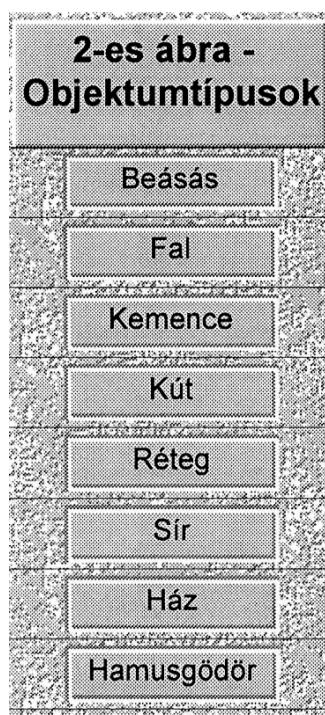 2-es ábra -
Objektumtípusok
Beásás
Fal
Kemence
Kút
Réteg
Sír
Ház
Hamusgödör